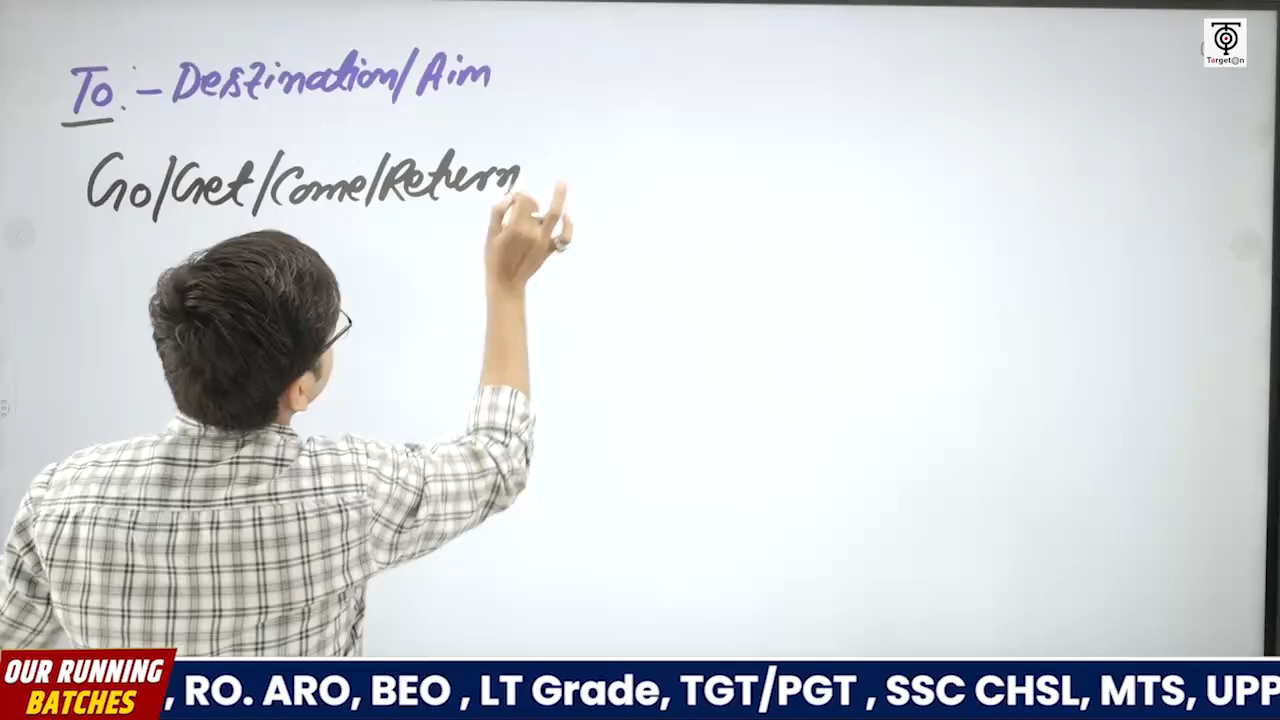 To :- Destination/Aim
Go/Get/Come/Return
Target@n
OUR RUNNING
BATCHES
, RO. ARO, BEO , LT Grade, TGT/PGT , SSC CHSL, MTS, UPP